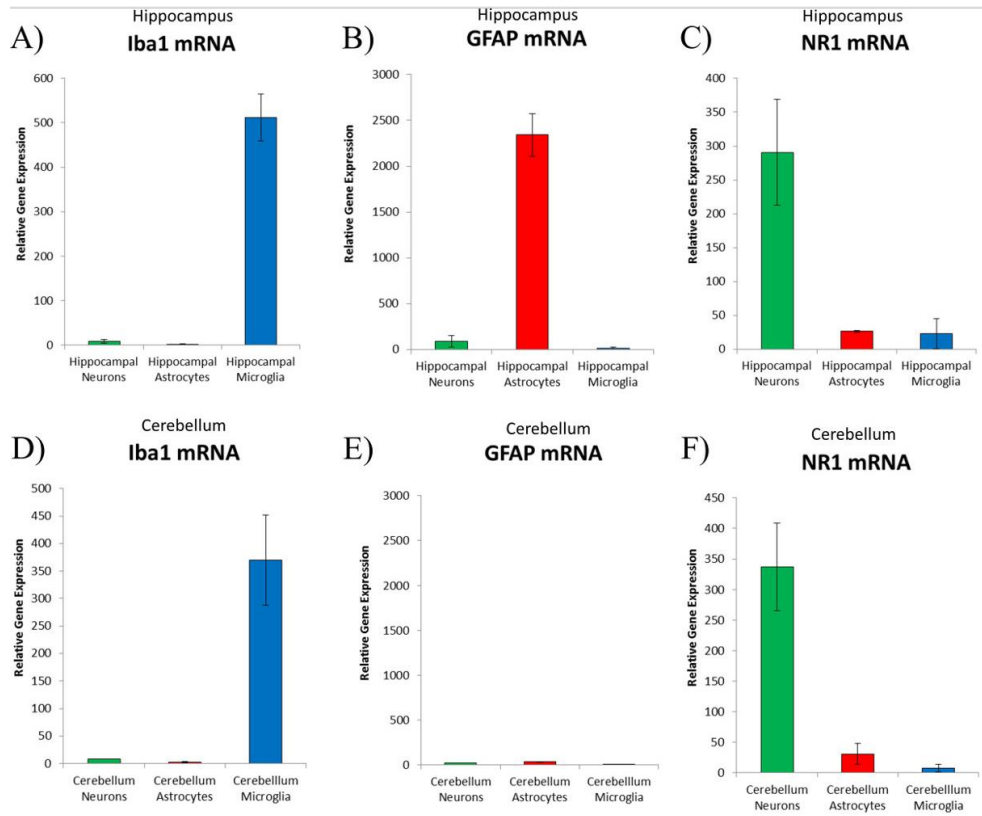 Hippocampus
A) Iba1 mRNA
Relative Gene Expression
600
500
400
300
200
100
0
Hippocampal Hippocampal Hippocampal
Neurons Astrocytes Microglia
Hippocampus
B) GFAP mRNA
Relative Gene Expression
3000
2500
2000
1500
1000
500
0
Hippocampal Hippocampal Hippocampal
Neurons Astrocytes Microglia
Hippocampus
C) NR1 mRNA
Relative Gene Expression
400
350
300
250
200
150
100
50
0
Hippocampal Hippocampal Hippocampal
Neurons Astrocytes Microglia
Cerebellum
D) Iba1 mRNA
Relative Gene Expression
500
450
400
350
300
250
200
150
100
50
0
Cerebellum Cerebellum Cerebelllum
Neurons Astrocytes Microglia
Cerebellum
E) GFAP mRNA
Relative Gene Expression
3000
2500
2000
1500
1000
500
0
Cerebellum Cerebellum Cerebelllum
Neurons Astrocytes Microglia
Cerebellum
F) NR1 mRNA
Relative Gene Expression
450
400
350
300
250
200
150
100
50
0
Cerebellum Cerebellum Cerebelllum
Neurons Astrocytes Microglia